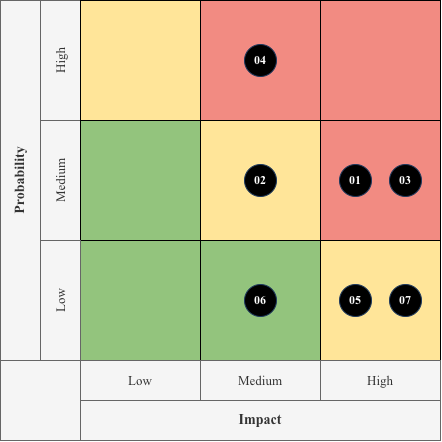 Probability
High
04
Medium
02
01 03
Low
06
05 07
Low Medium High
Impact